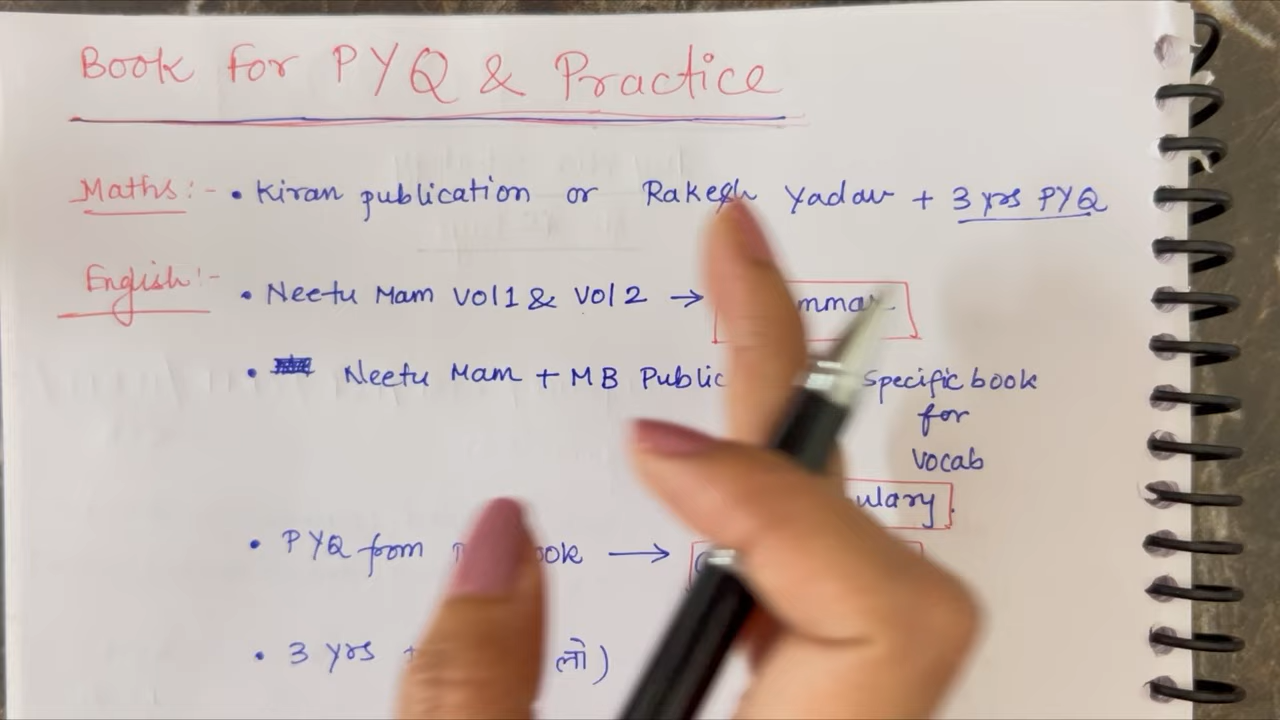 Book for PYQ & Practice
Maths:- • Kiran publication or Rakesh Yadav + 3 yrs PYQ
English:- • Neetu Mam Vol 1 & Vol 2 →
• Neetu Mam + MB Specific book
for
vocab
• PYQ from →
• 3 yrs लो)